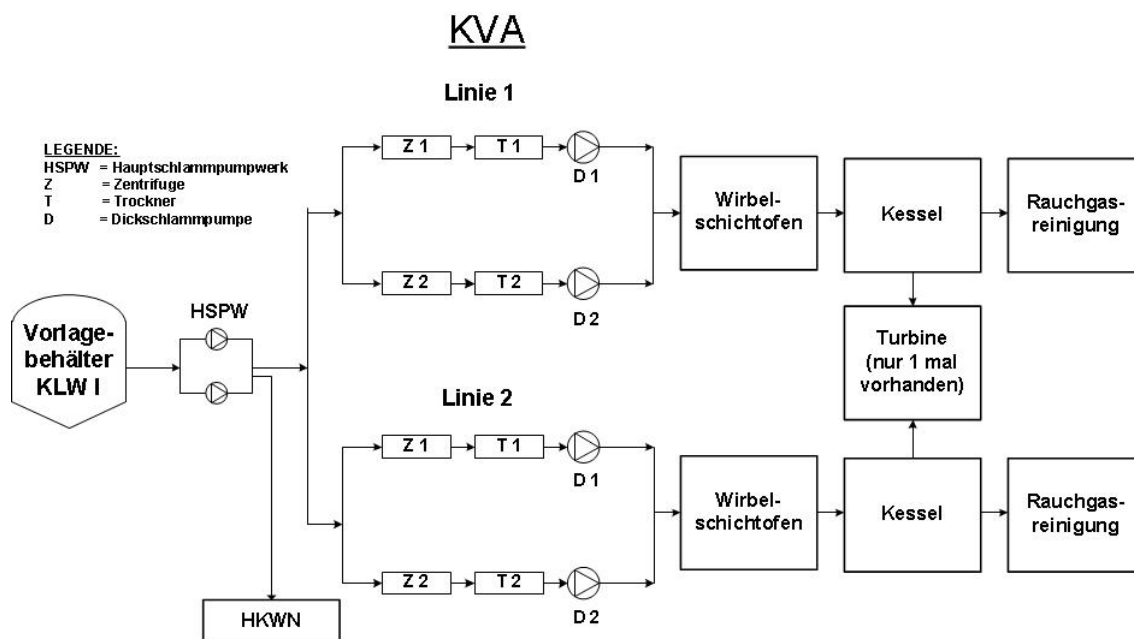 KVA
Linie 1
LEGENDE:
HSPW = Hauptschlammpumpwerk
Z = Zentrifuge
T = Trockner
D = Dickschlammpumpe
Z 1
T 1
D 1
Z 2
T 2
D 2
Wirbel-
schichtofen
Kessel
Rauchgas-
reinigung
Vorlage-
behälter
KLW I
HSPW
Turbine
(nur 1 mal
vorhanden)
Linie 2
Z 1
T 1
D 1
Z 2
T 2
D 2
Wirbel-
schichtofen
Kessel
Rauchgas-
reinigung
HKWN